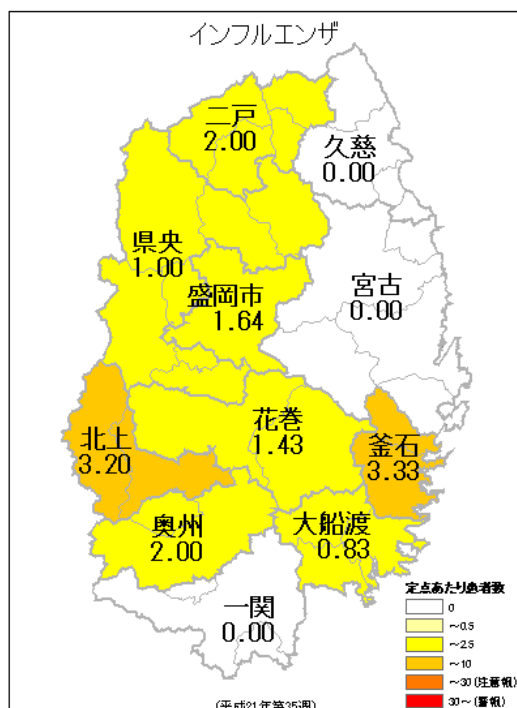 インフルエンザ
二戸
2.00
久慈
0.00
県央
1.00
盛岡市
1.64
宮古
0.00
北上
3.20
花巻
1.43
釜石
3.33
奥州
2.00
大船渡
0.83
一関
0.00
定点あたり患者数
0
～0.5
～2.5
～10
～30(注意報)
30～(警報)
(平成21年第35週)